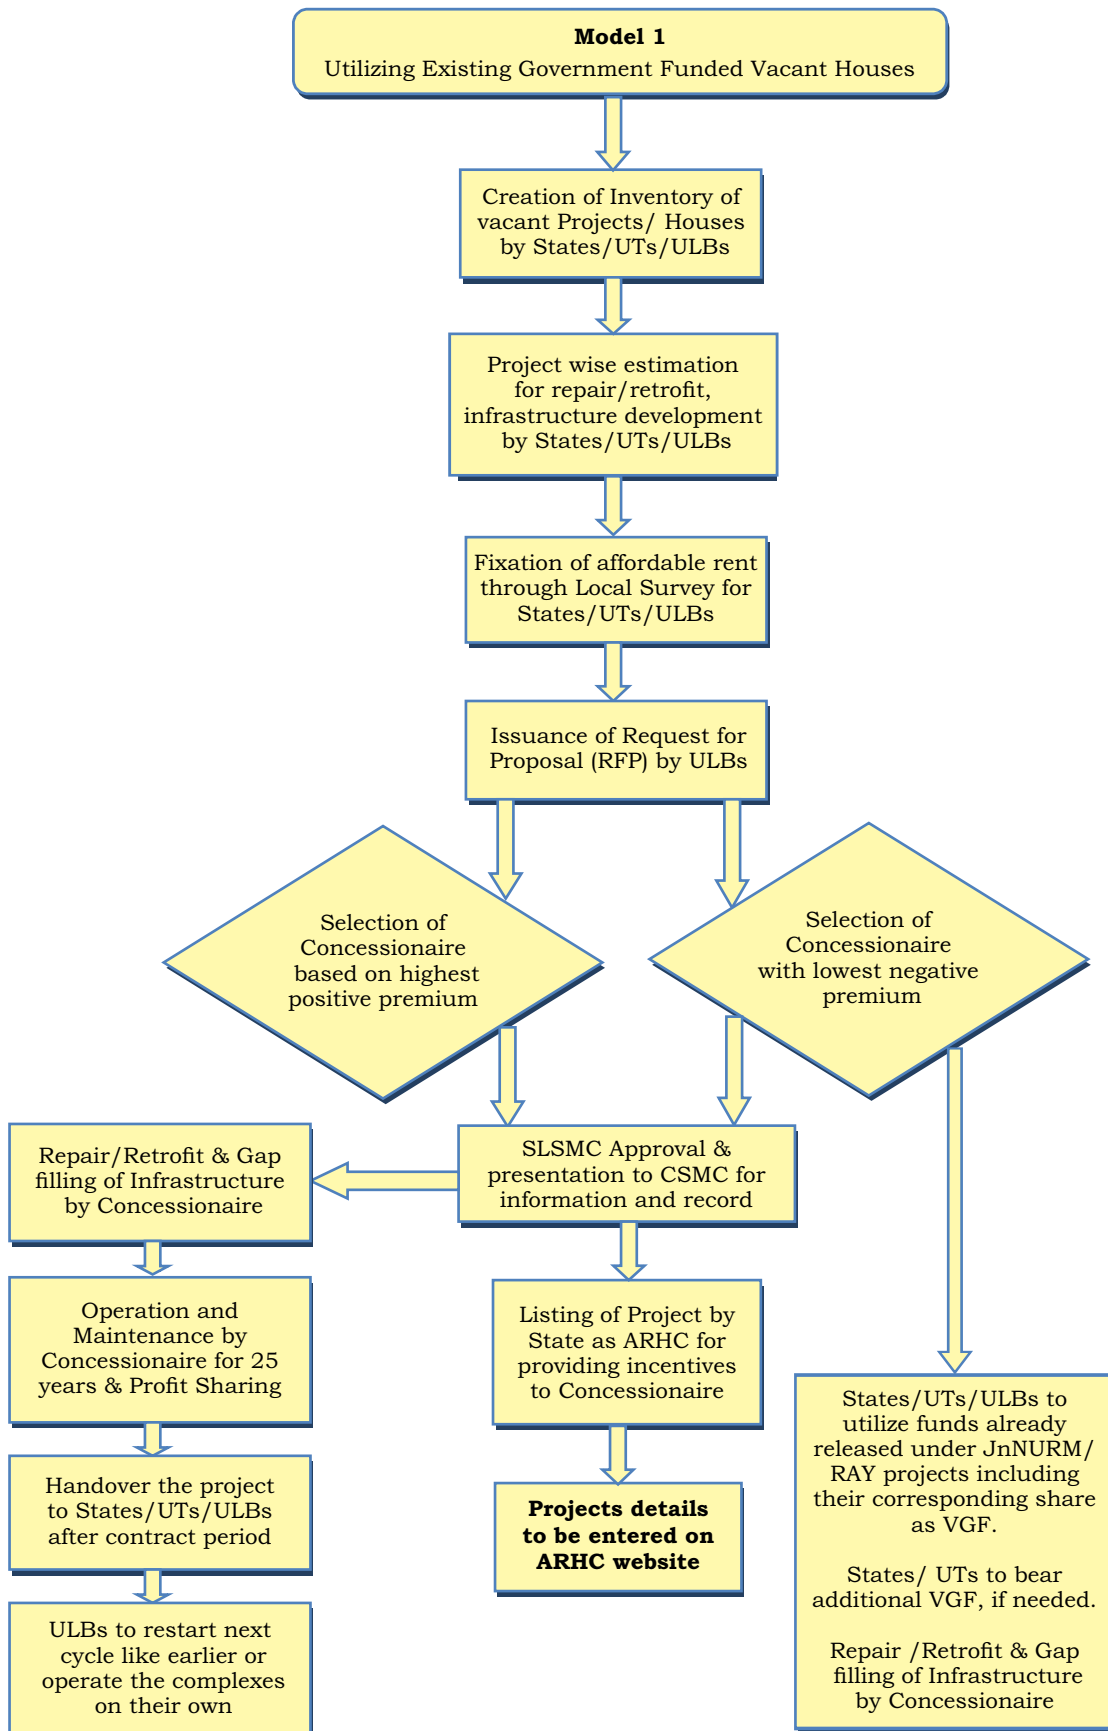 Model 1
Utilizing Existing Government Funded Vacant Houses
Creation of Inventory of
vacant Projects/ Houses
by States/UTs/ULBs
Project wise estimation
for repair/retrofit,
infrastructure development
by States/UTs/ULBs
Fixation of affordable rent
through Local Survey for
States/UTs/ULBs
Issuance of Request for
Proposal (RFP) by ULBs
Selection of
Concessionaire
based on highest
positive premium
Selection of
Concessionaire
with lowest negative
premium
SLSMC Approval &
presentation to CSMC for
information and record
Repair/Retrofit & Gap
filling of Infrastructure
by Concessionaire
Operation and
Maintenance by
Concessionaire for 25
years & Profit Sharing
Handover the project
to States/UTs/ULBs
after contract period
ULBs to restart next
cycle like earlier or
operate the complexes
on their own
Listing of Project by
State as ARHC for
providing incentives
to Concessionaire
Projects details
to be entered on
ARHC website
States/UTs/ULBs to
utilize funds already
released under JnNURM/
RAY projects including
their corresponding share
as VGF.
States/ UTs to bear
additional VGF, if needed.
Repair /Retrofit & Gap
filling of Infrastructure
by Concessionaire